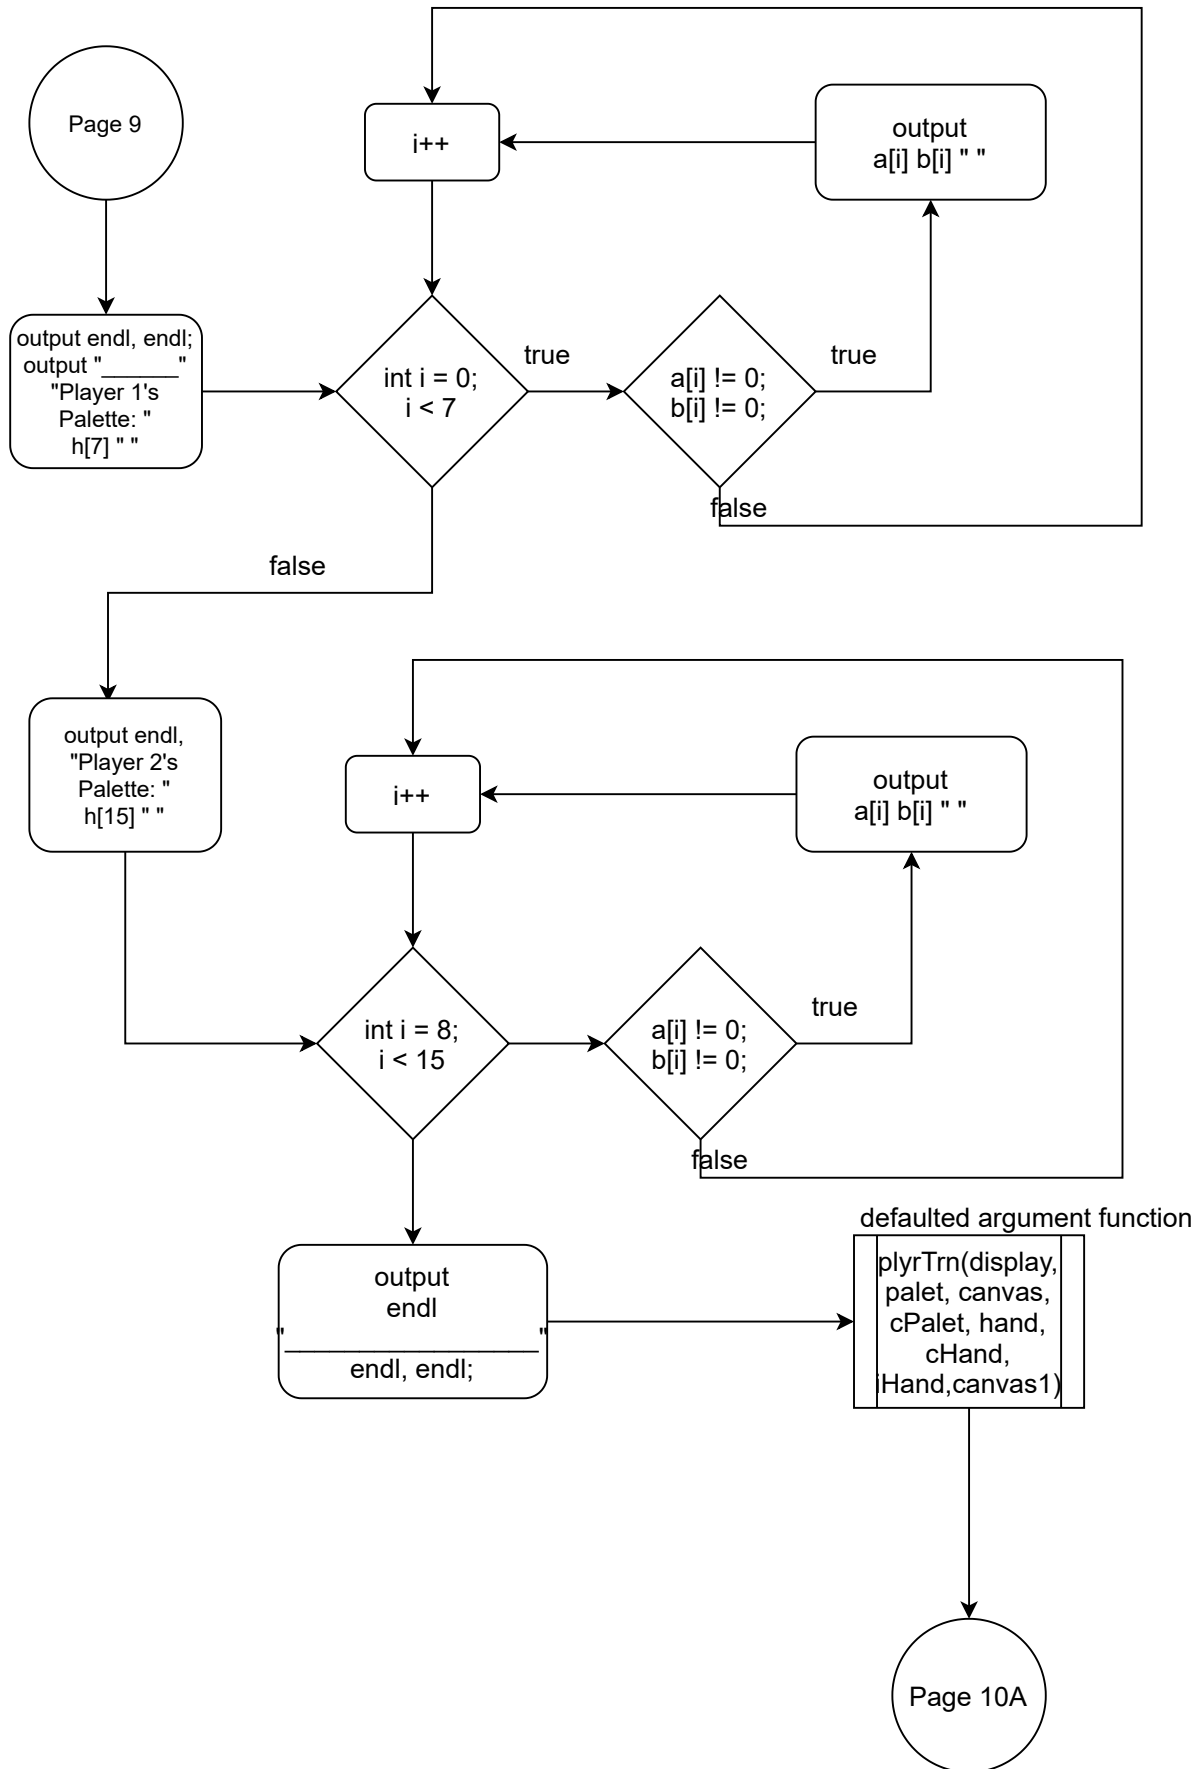 Page 9
i++
output
a[i] b[i] " "
output endl, endl;
output "______"
"Player 1's
Palette: "
h[7] " "
int i = 0;
i < 7
true
a[i] != 0;
b[i] != 0;
true
false
false
output endl,
"Player 2's
Palette: "
h[15] " "
i++
output
a[i] b[i] " "
int i = 8;
i < 15
a[i] != 0;
b[i] != 0;
true
false
output
endl
"_________________"
endl, endl;
defaulted argument function
plyrTrn(display,
palet, canvas,
cPalet, hand,
cHand,
iHand,canvas1)
Page 10A